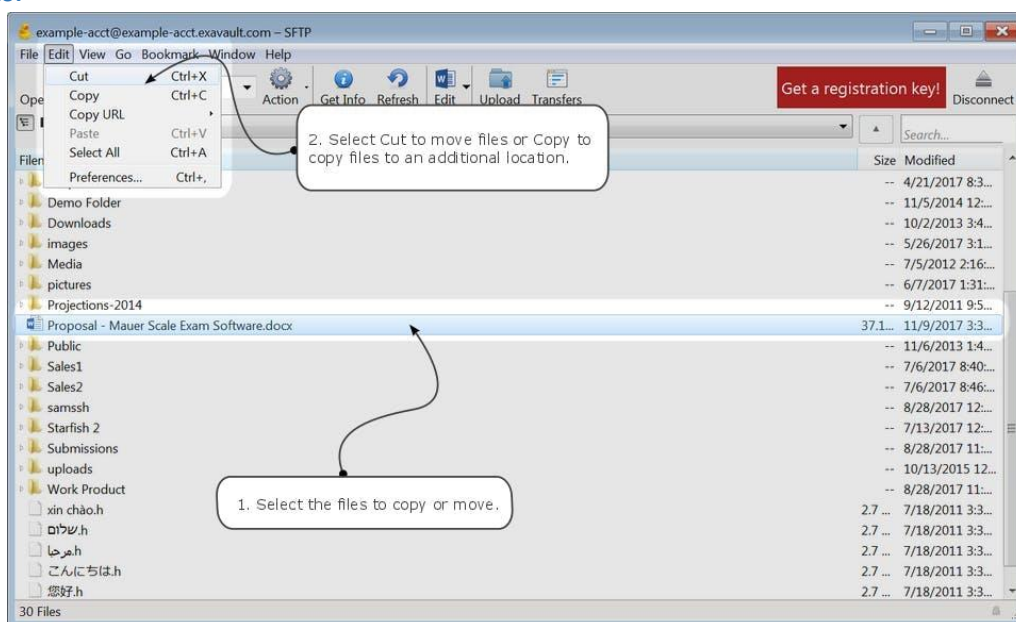 example-acct@example-acct.exavault.com – SFTP
File Edit View Go Bookmark Window Help
Cut Ctrl+X
Copy Ctrl+C
Copy URL
Paste Ctrl+V
Select All Ctrl+A
Preferences... Ctrl+,
Ope
Action Get Info Refresh Edit Upload Transfers
Get a registration key! Disconnect
Search...
2. Select Cut to move files or Copy to
copy files to an additional location.
Filen Size Modified
-- 4/21/2017 8:3...
Demo Folder -- 11/5/2014 12:...
Downloads -- 10/2/2013 3:4...
images -- 5/26/2017 3:1...
Media -- 7/5/2012 2:16:...
pictures -- 6/7/2017 1:31:...
Projections-2014 -- 9/12/2011 9:5...
Proposal - Mauer Scale Exam Software.docx 37.1... 11/9/2017 3:3...
Public -- 11/6/2013 1:4...
Sales1 -- 7/6/2017 8:40:...
Sales2 -- 7/6/2017 8:46:...
samssh -- 8/28/2017 12:...
Starfish 2 -- 7/13/2017 12:...
Submissions -- 8/28/2017 11:...
uploads -- 10/13/2015 12...
Work Product -- 8/28/2017 11:...
1. Select the files to copy or move.
xin chào.h 2.7 ... 7/18/2011 3:3...
שלום.h 2.7 ... 7/18/2011 3:3...
مرحبا.h 2.7 ... 7/18/2011 3:3...
こんにちは.h 2.7 ... 7/18/2011 3:3...
您好.h 2.7 ... 7/18/2011 3:3...
30 Files